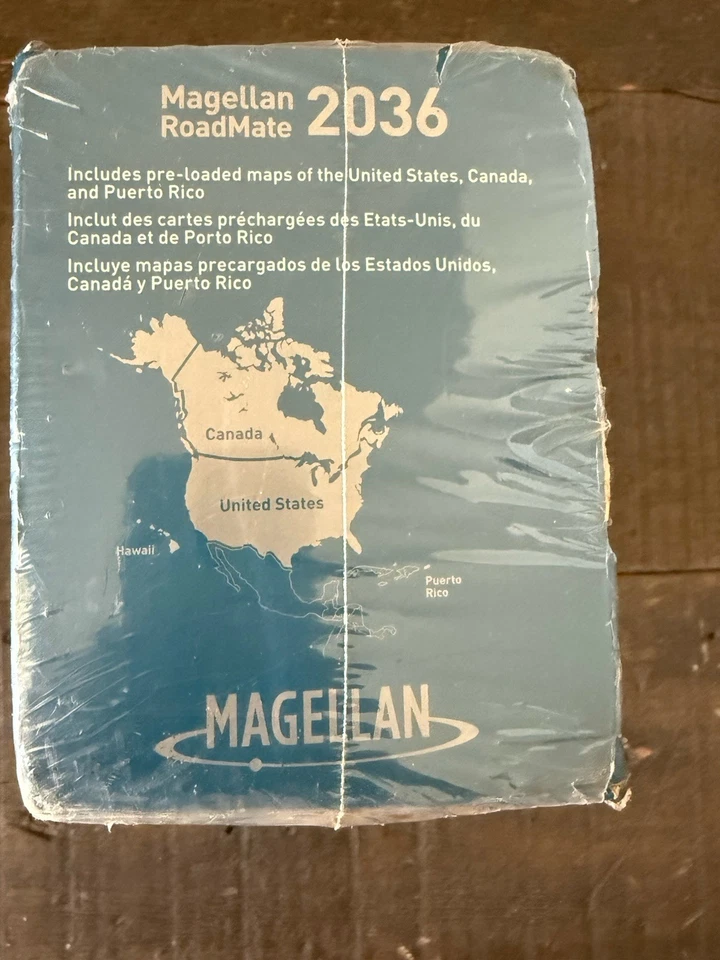 Magellan
RoadMate 2036
Includes pre-loaded maps of the United States, Canada,
and Puerto Rico
Inclut des cartes préchargées des Etats-Unis, du
Canada et de Porto Rico
Incluye mapas precargados de los Estados Unidos,
Canadá y Puerto Rico
Canada
United States
Hawaii
Puerto
Rico
MAGELLAN